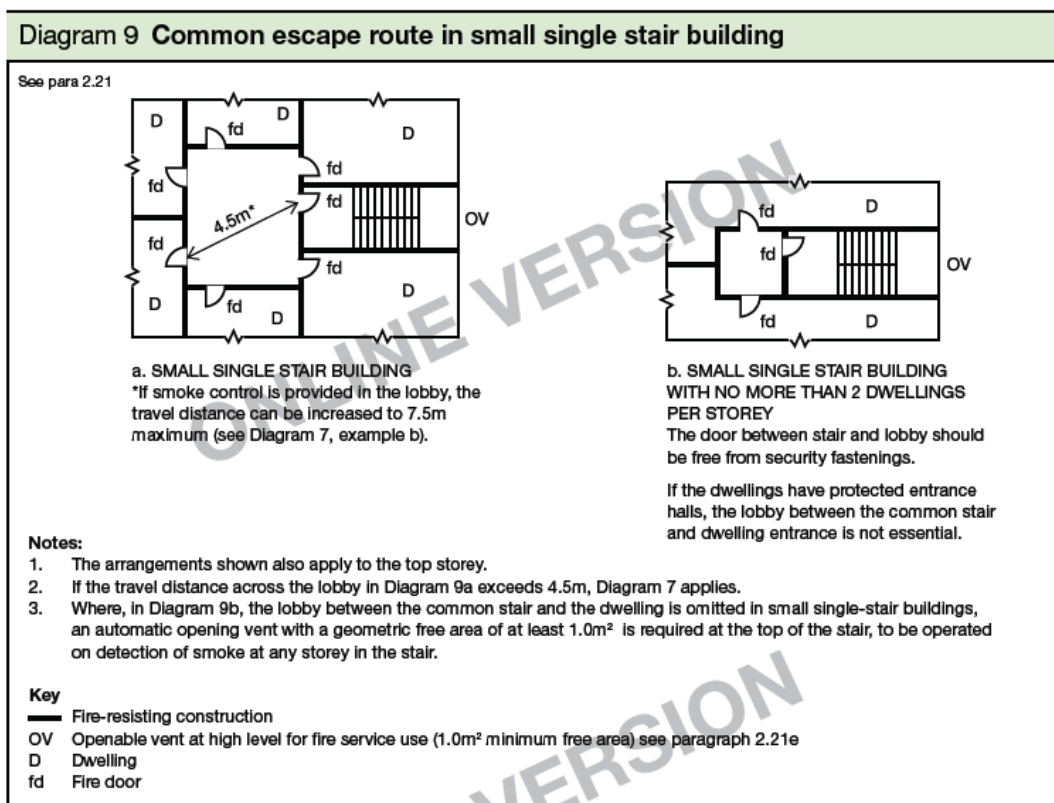 Diagram 9 Common escape route in small single stair building
See para 2.21
D
D
D
fd
fd
fd
fd
4.5m*
OV
fd
fd
fd
D
D
D
a. SMALL SINGLE STAIR BUILDING
*If smoke control is provided in the lobby, the
travel distance can be increased to 7.5m
maximum (see Diagram 7, example b).
fd
D
fd
OV
fd
D
b. SMALL SINGLE STAIR BUILDING
WITH NO MORE THAN 2 DWELLINGS
PER STOREY
The door between stair and lobby should
be free from security fastenings.
If the dwellings have protected entrance
halls, the lobby between the common stair
and dwelling entrance is not essential.
ONLINE VERSION
Notes:
1. The arrangements shown also apply to the top storey.
2. If the travel distance across the lobby in Diagram 9a exceeds 4.5m, Diagram 7 applies.
3. Where, in Diagram 9b, the lobby between the common stair and the dwelling is omitted in small single-stair buildings,
an automatic opening vent with a geometric free area of at least 1.0m² is required at the top of the stair, to be operated
on detection of smoke at any storey in the stair.
Key
Fire-resisting construction
OV Openable vent at high level for fire service use (1.0m² minimum free area) see paragraph 2.21e
D Dwelling
fd Fire door
VERSION